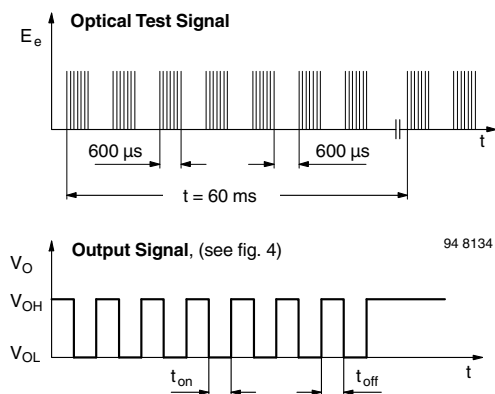 Optical Test Signal
E e
t
600 µs
600 µs
t = 60 ms
Output Signal, (see fig. 4)
94 8134
V O
V OH
V OL
t on
t off
t